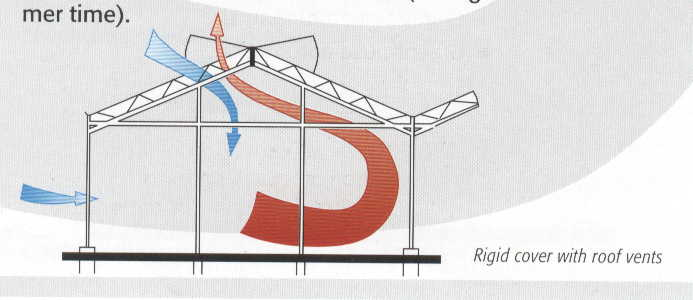 mer time).
Rigid cover with roof vents